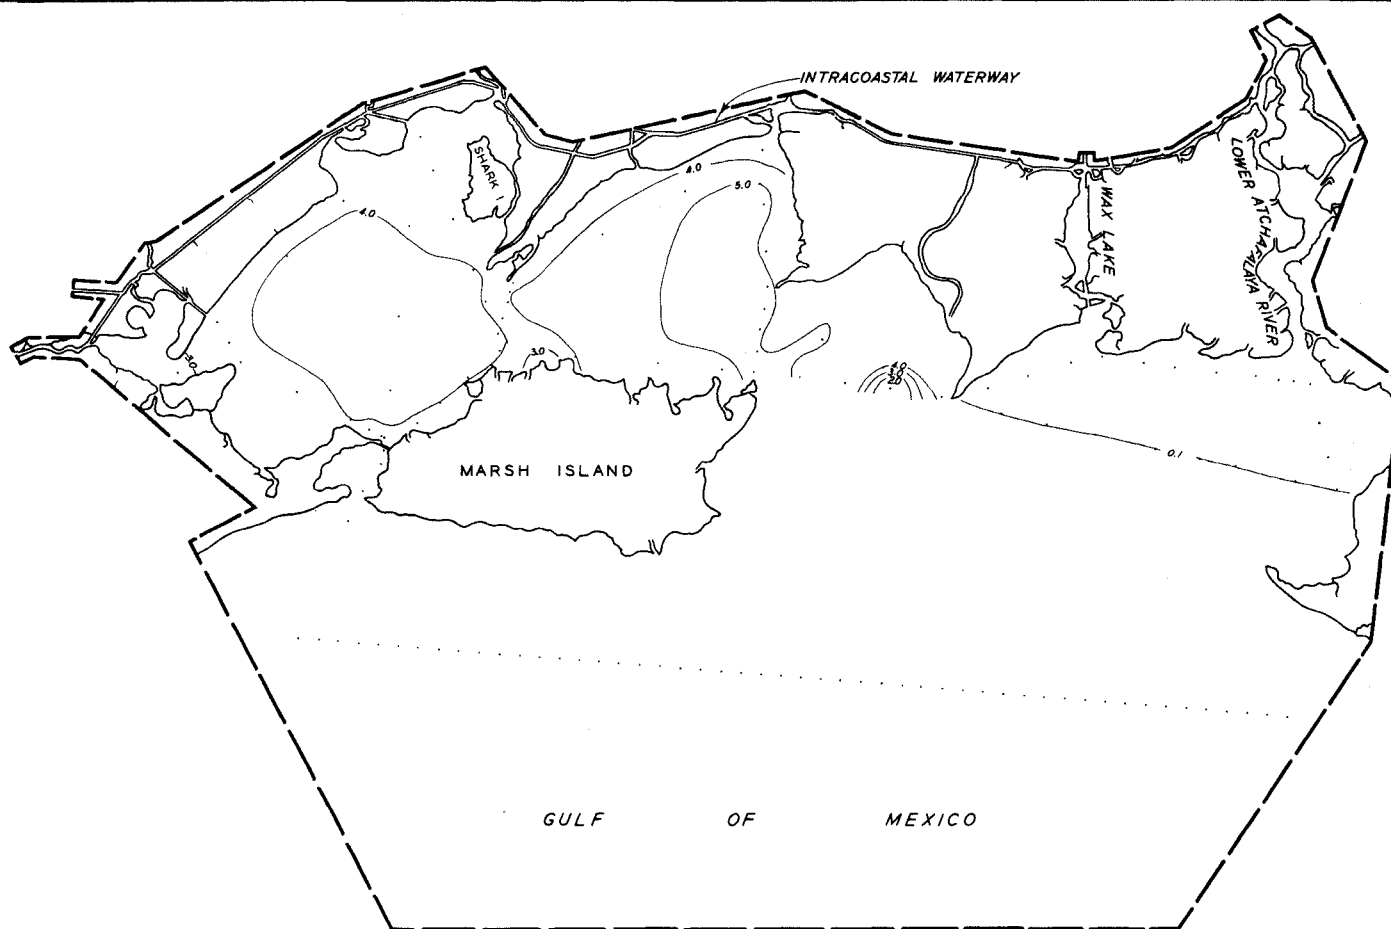 INTRACOASTAL WATERWAY
SHARK I.
4.0
5.0
4.0
WAX LAKE
LOWER ATCHAFALAYA RIVER
3.0
3.0
4.0
3.0
2.0
MARSH ISLAND
0.1
GULF OF MEXICO